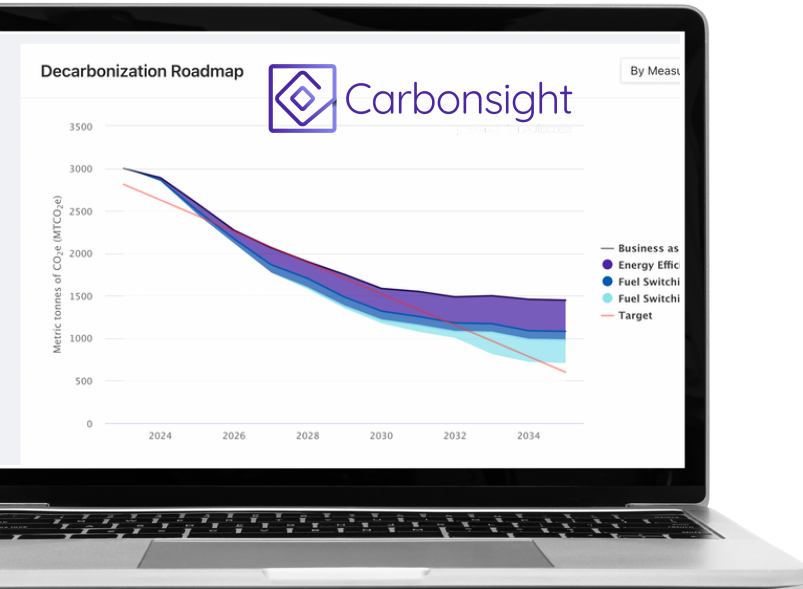 Decarbonization Roadmap
Carbonsight
By Measu
Metric tonnes of CO₂e (MTCO₂e)
3500
3000
2500
2000
1500
1000
500
0
2024
2026
2028
2030
2032
2034
Business as
Energy Effic
Fuel Switchi
Fuel Switchi
Target